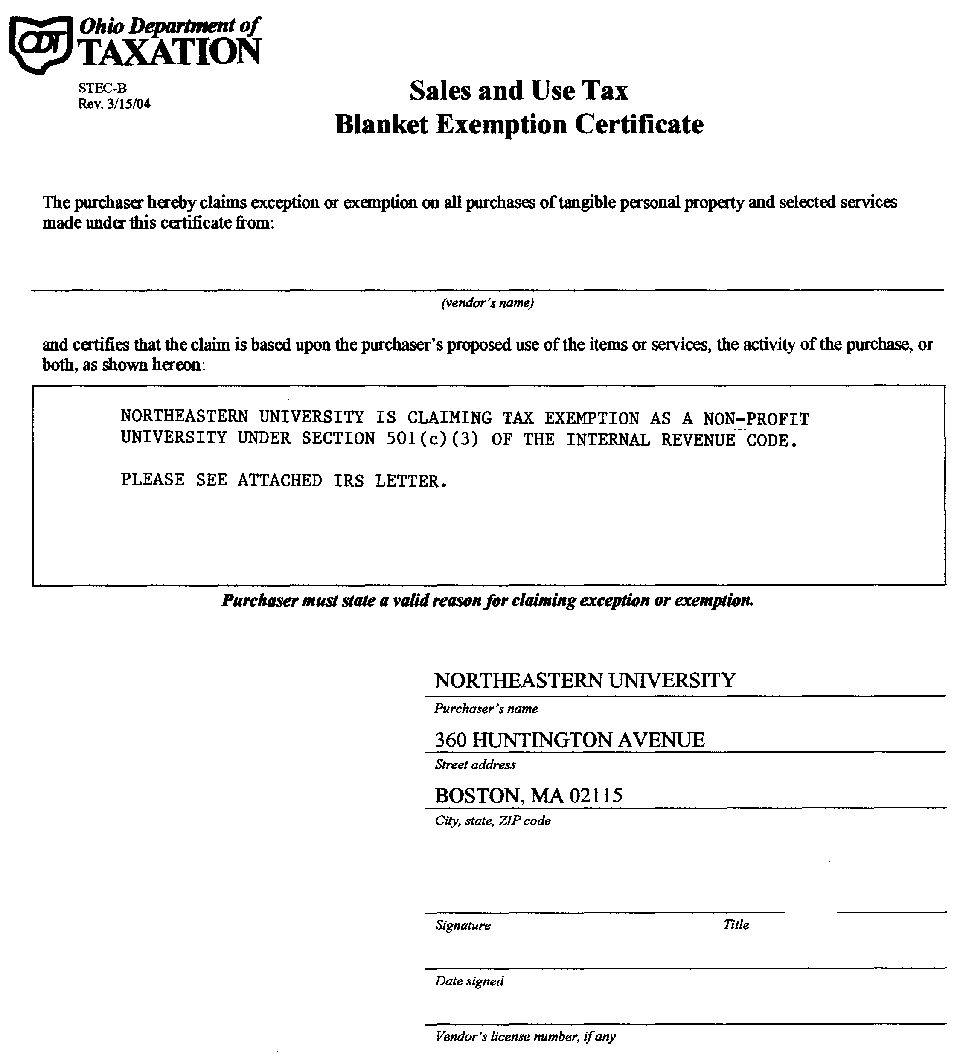 ODT
Ohio Department of
TAXATION
STEC-B
Rev. 3/15/04
Sales and Use Tax
Blanket Exemption Certificate
The purchaser hereby claims exception or exemption on all purchases of tangible personal property and selected services
made under this certificate from:
(vendor's name)
and certifies that the claim is based upon the purchaser's proposed use of the items or services, the activity of the purchase, or
both, as shown hereon:
NORTHEASTERN UNIVERSITY IS CLAIMING TAX EXEMPTION AS A NON-PROFIT
UNIVERSITY UNDER SECTION 501(c)(3) OF THE INTERNAL REVENUE CODE.
PLEASE SEE ATTACHED IRS LETTER.
Purchaser must state a valid reason for claiming exception or exemption.
NORTHEASTERN UNIVERSITY
Purchaser's name
360 HUNTINGTON AVENUE
Street address
BOSTON, MA 02115
City, state, ZIP code
Signature Title
Date signed
Vendor's license number, if any